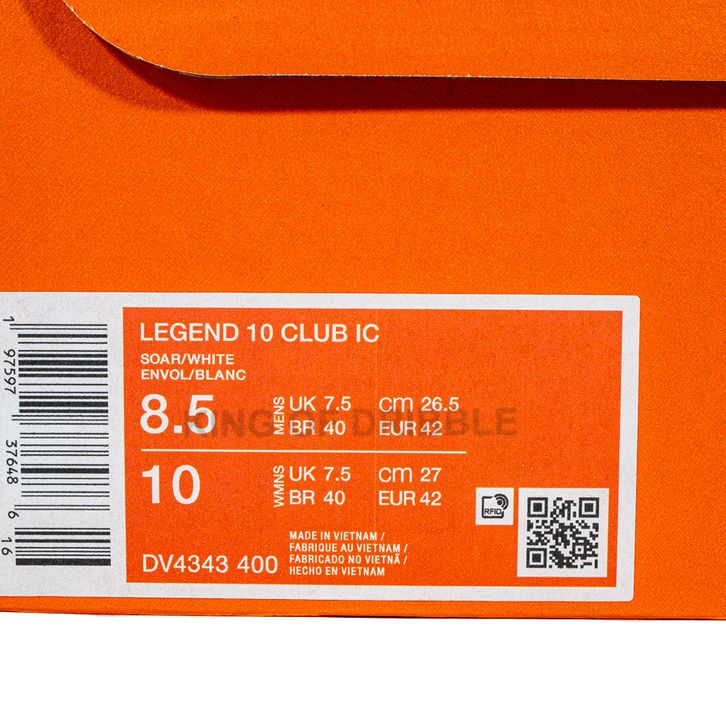 LEGEND 10 CLUB IC
SOAR/WHITE
ENVOL/BLANC
8.5 MENS UK 7.5 cm 26.5
BR 40 EUR 42
KING OF DRIBBLE
10 WMNS UK 7.5 cm 27
BR 40 EUR 42
RFID
DV4343 400
MADE IN VIETNAM /
FABRIQUE AU VIETNAM /
FABRICADO NO VIETNÃ /
HECHO EN VIETNAM
1 97597 37648 6 16